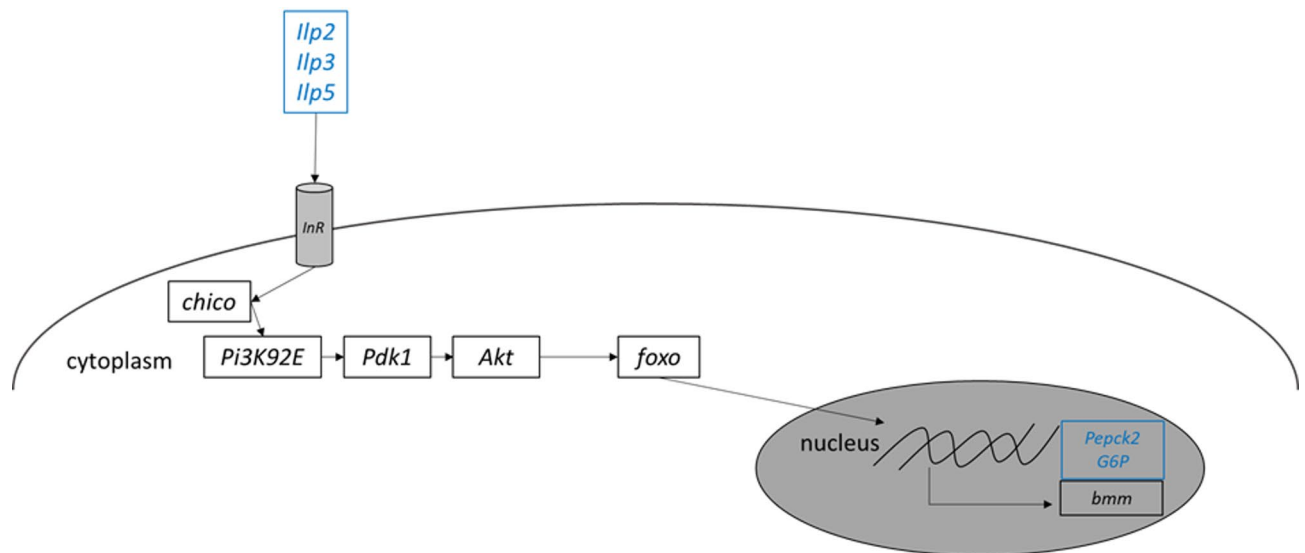 Ilp2
Ilp3
Ilp5
InR
chico
cytoplasm
Pi3K92E
Pdk1
Akt
foxo
nucleus
Pepck2
G6P
bmm